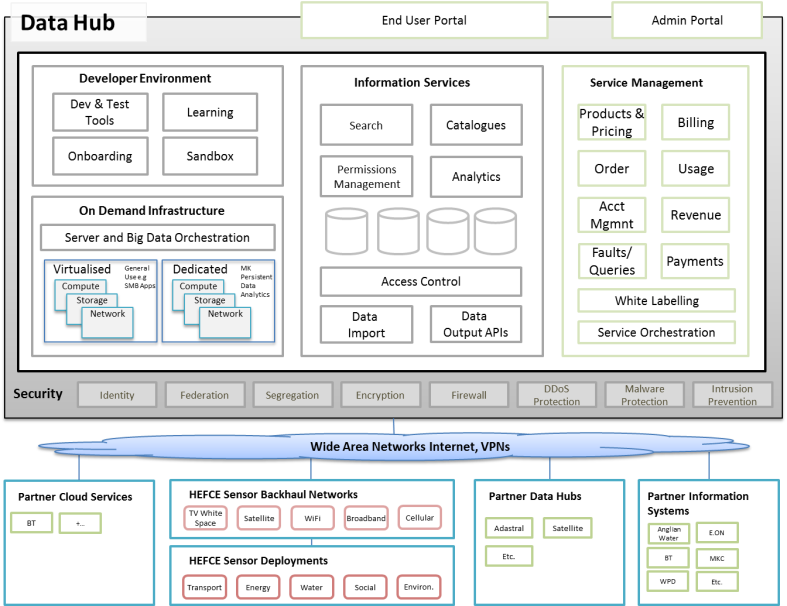 Data Hub
End User Portal
Admin Portal
Developer Environment
Dev & Test
Tools
Learning
Onboarding
Sandbox
On Demand Infrastructure
Server and Big Data Orchestration
Virtualised
General
Use e.g
SMB Apps
Compute
Storage
Network
Dedicated
MK
Persistent
Data
Analytics
Compute
Storage
Network
Information Services
Search
Catalogues
Permissions
Management
Analytics
Access Control
Data
Import
Data
Output APIs
Service Management
Products &
Pricing
Billing
Order
Usage
Acct
Mgmnt
Revenue
Faults/
Queries
Payments
White Labelling
Service Orchestration
Security
Identity
Federation
Segregation
Encryption
Firewall
DDoS
Protection
Malware
Protection
Intrusion
Prevention
Wide Area Networks Internet, VPNs
Partner Cloud Services
BT
+...
HEFCE Sensor Backhaul Networks
TV White
Space
Satellite
WiFi
Broadband
Cellular
HEFCE Sensor Deployments
Transport
Energy
Water
Social
Environ.
Partner Data Hubs
Adastral
Satellite
Etc.
Partner Information
Systems
Anglian
Water
E.ON
BT
MKC
WPD
Etc.